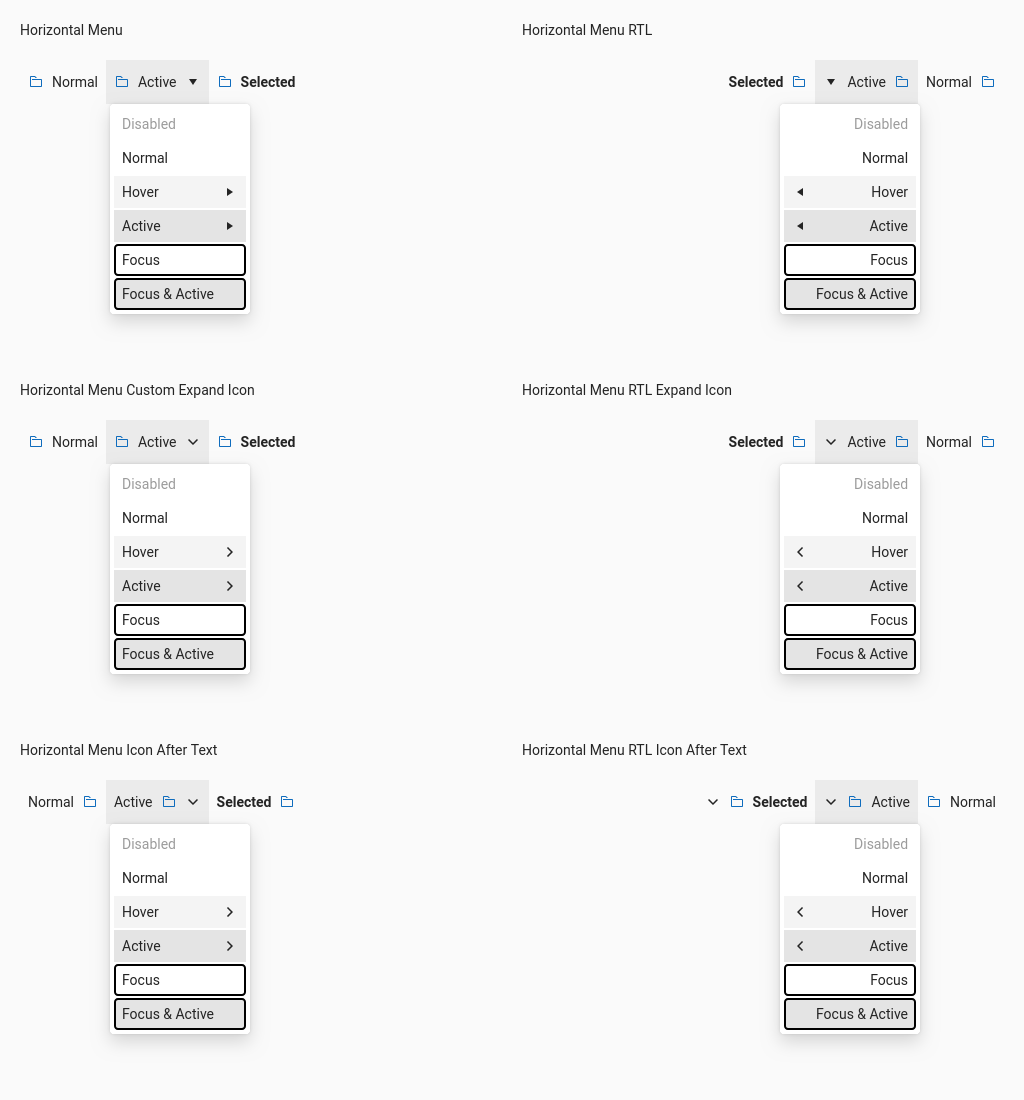 Horizontal Menu
Normal Active Selected
Disabled
Normal
Hover
Active
Focus
Focus & Active
Horizontal Menu RTL
Selected Active Normal
Disabled
Normal
Hover
Active
Focus
Focus & Active
Horizontal Menu Custom Expand Icon
Normal Active Selected
Disabled
Normal
Hover
Active
Focus
Focus & Active
Horizontal Menu RTL Expand Icon
Selected Active Normal
Disabled
Normal
Hover
Active
Focus
Focus & Active
Horizontal Menu Icon After Text
Normal Active Selected
Disabled
Normal
Hover
Active
Focus
Focus & Active
Horizontal Menu RTL Icon After Text
Selected Active Normal
Disabled
Normal
Hover
Active
Focus
Focus & Active